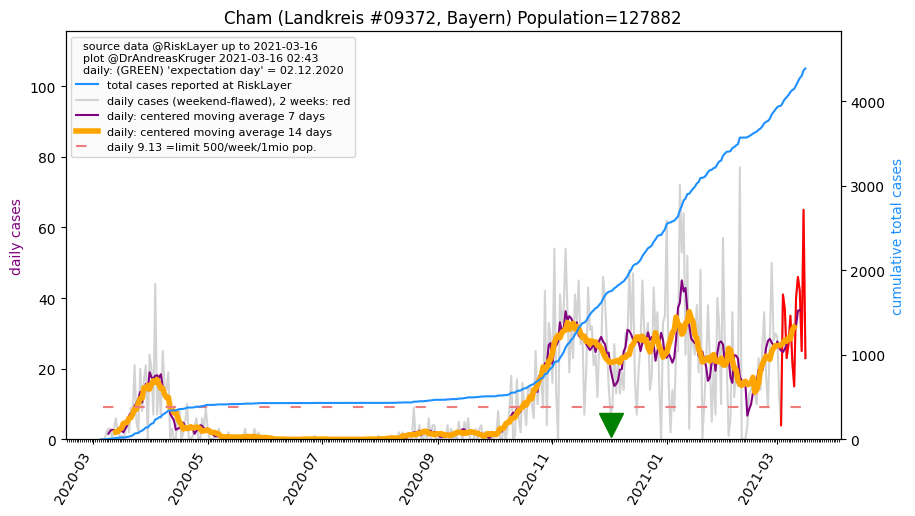 Cham (Landkreis #09372, Bayern) Population=127882
source data @RiskLayer up to 2021-03-16
plot @DrAndreasKruger 2021-03-16 02:43
daily: (GREEN) 'expectation day' = 02.12.2020
total cases reported at RiskLayer
daily cases (weekend-flawed), 2 weeks: red
daily: centered moving average 7 days
daily: centered moving average 14 days
daily 9.13 =limit 500/week/1mio pop.
daily cases
100
80
60
40
20
0
cumulative total cases
4000
3000
2000
1000
0
2020-03
2020-05
2020-07
2020-09
2020-11
2021-01
2021-03